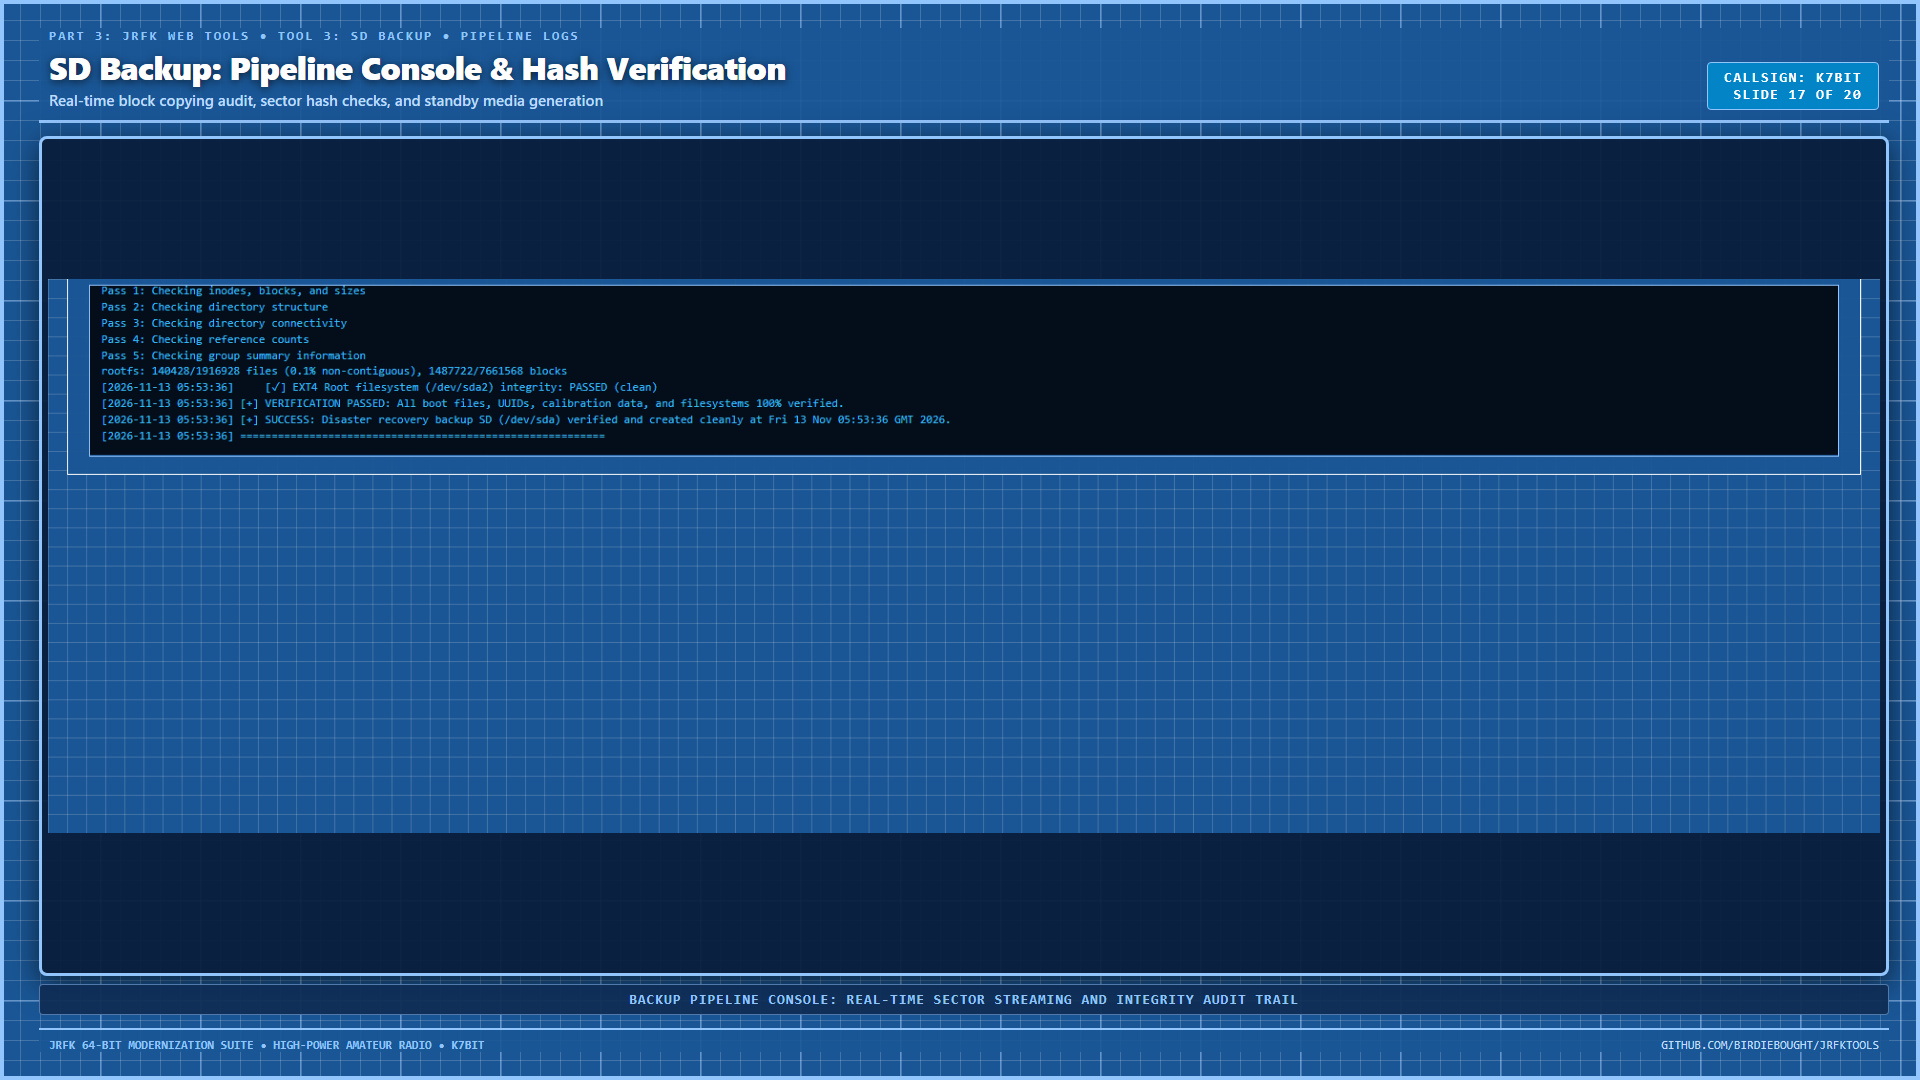 PART 3: JRFK WEB TOOLS • TOOL 3: SD BACKUP • PIPELINE LOGS
SD Backup: Pipeline Console & Hash Verification
Real-time block copying audit, sector hash checks, and standby media generation
CALLSIGN: K7BIT
SLIDE 17 OF 20
Pass 1: Checking inodes, blocks, and sizes
Pass 2: Checking directory structure
Pass 3: Checking directory connectivity
Pass 4: Checking reference counts
Pass 5: Checking group summary information
rootfs: 140428/1916928 files (0.1% non-contiguous), 1487722/7661568 blocks
[2026-11-13 05:53:36]     [✓] EXT4 Root filesystem (/dev/sda2) integrity: PASSED (clean)
[2026-11-13 05:53:36] [+] VERIFICATION PASSED: All boot files, UUIDs, calibration data, and filesystems 100% verified.
[2026-11-13 05:53:36] [+] SUCCESS: Disaster recovery backup SD (/dev/sda) verified and created cleanly at Fri 13 Nov 05:53:36 GMT 2026.
[2026-11-13 05:53:36] ==========================================================
BACKUP PIPELINE CONSOLE: REAL-TIME SECTOR STREAMING AND INTEGRITY AUDIT TRAIL
JRFK 64-BIT MODERNIZATION SUITE • HIGH-POWER AMATEUR RADIO • K7BIT
GITHUB.COM/BIRDIEBOUGHT/JRFKTOOLS